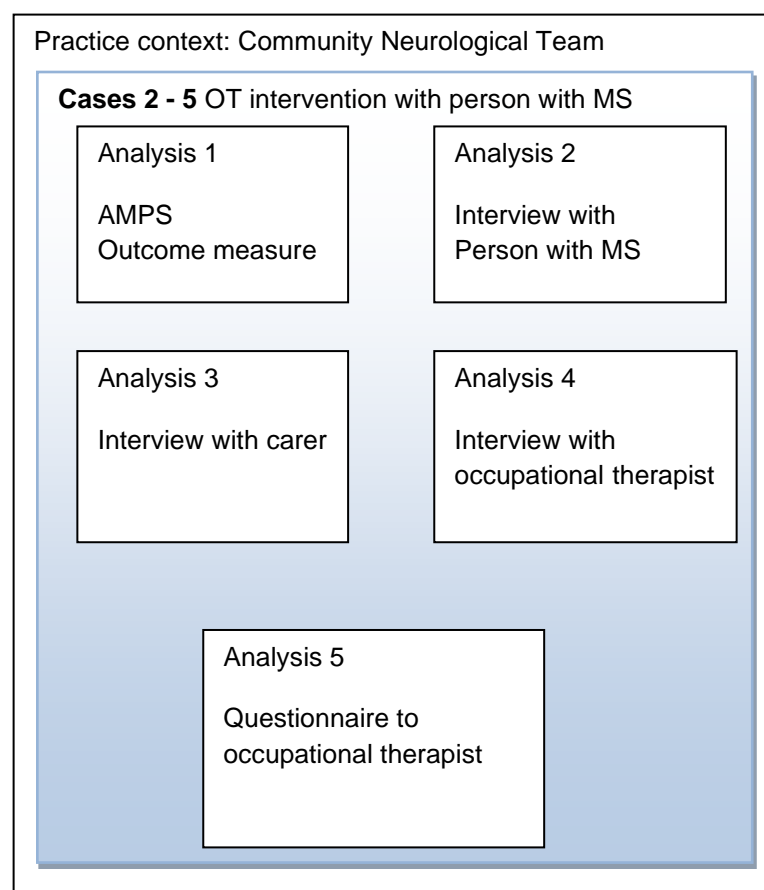 Practice context: Community Neurological Team
Cases 2 - 5 OT intervention with person with MS
Analysis 1
AMPS
Outcome measure
Analysis 2
Interview with
Person with MS
Analysis 3
Interview with carer
Analysis 4
Interview with
occupational therapist
Analysis 5
Questionnaire to
occupational therapist